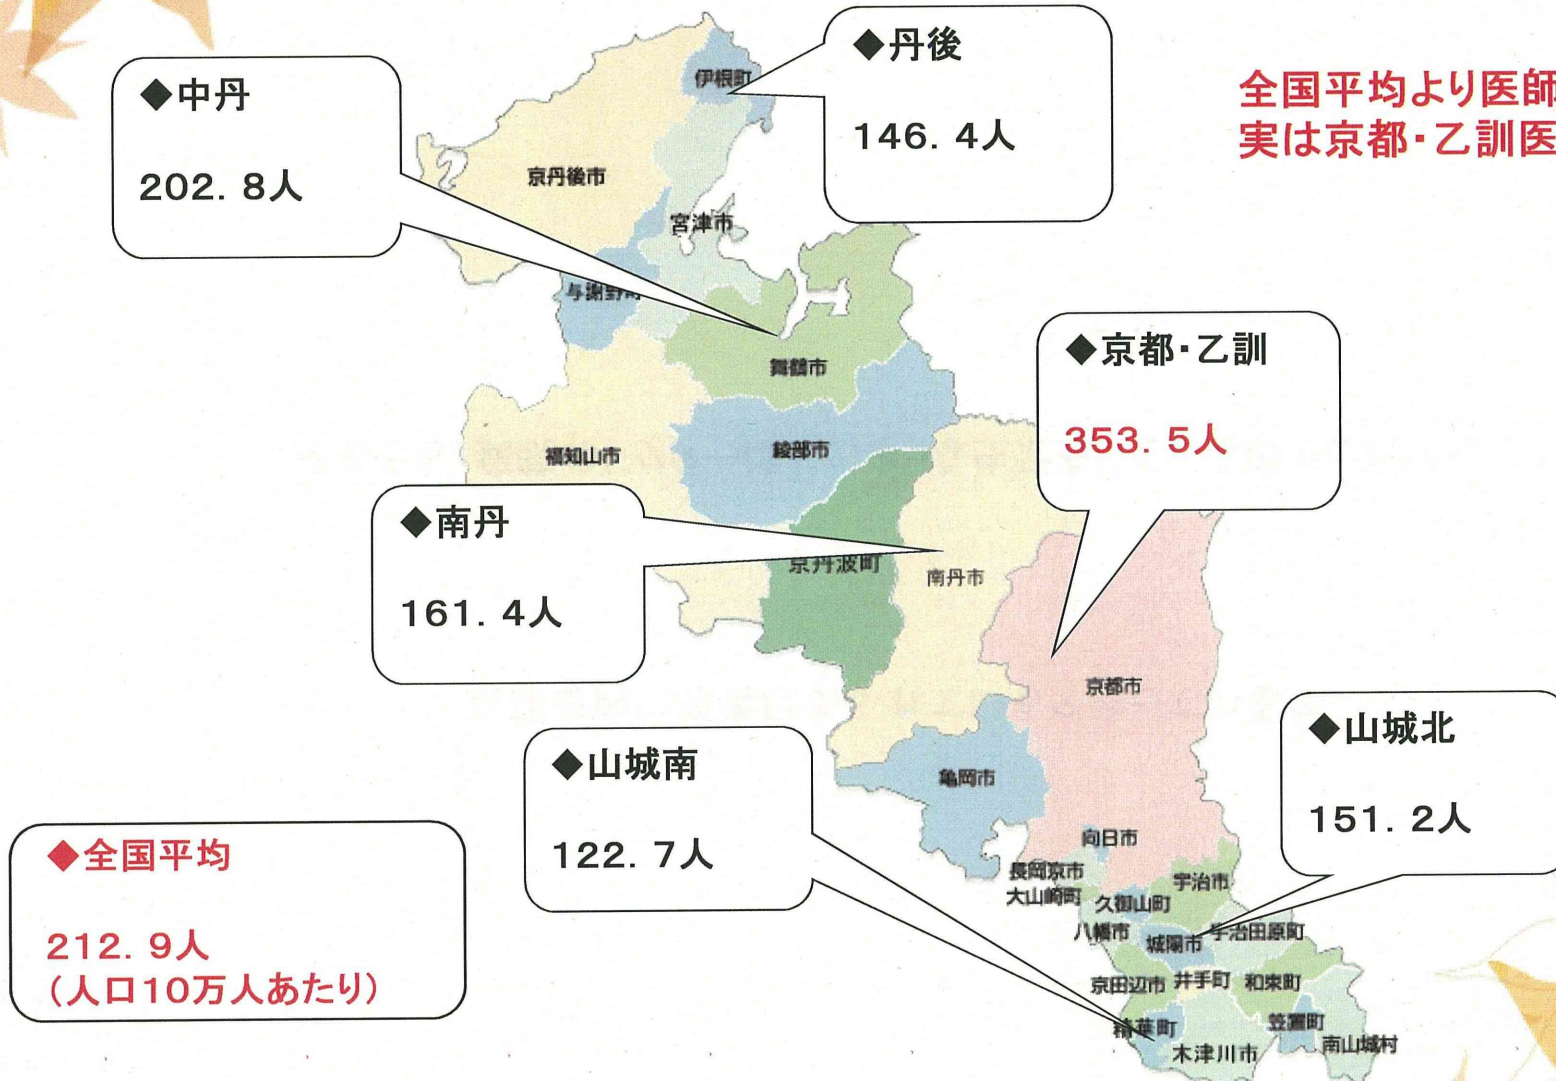 ◆丹後
146.4人
全国平均より医師
実は京都・乙訓医
◆中丹
202.8人
伊根町
京丹後市
宮津市
与謝野町
舞鶴市
◆京都・乙訓
353.5人
綾部市
福知山市
◆南丹
161.4人
京丹波町
南丹市
京都市
◆山城北
151.2人
◆山城南
122.7人
亀岡市
向日市
長岡京市
大山崎町
宇治市
久御山町
八幡市
城陽市
宇治田原町
京田辺市
井手町
和束町
精華町
笠置町
木津川市
南山城村
◆全国平均
212.9人
(人口10万人あたり)